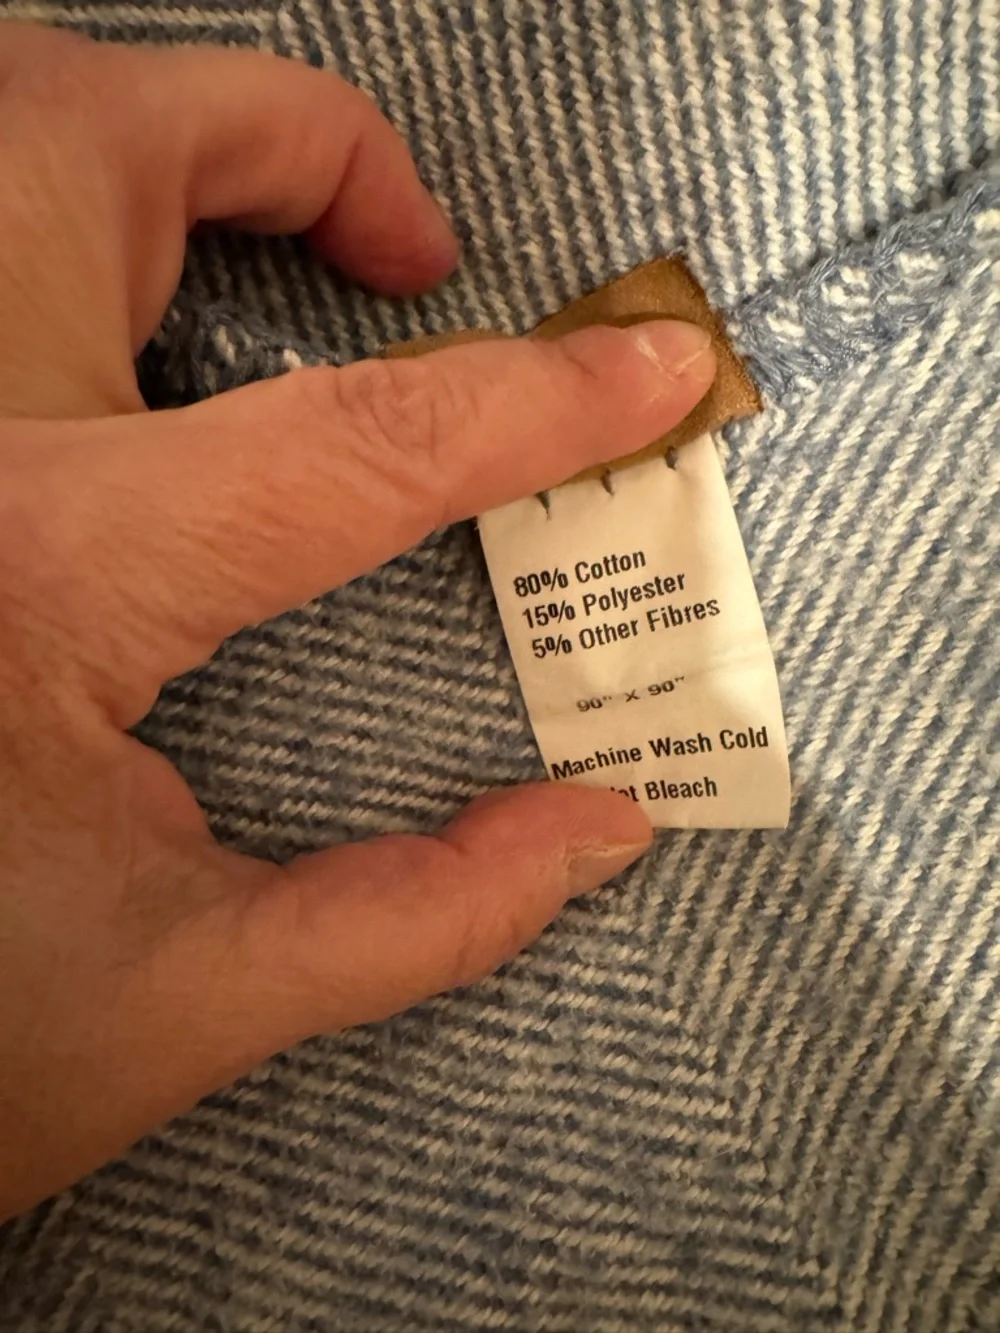 80% Cotton
15% Polyester
5% Other Fibres
90" X 90"
Machine Wash Cold
Bleach